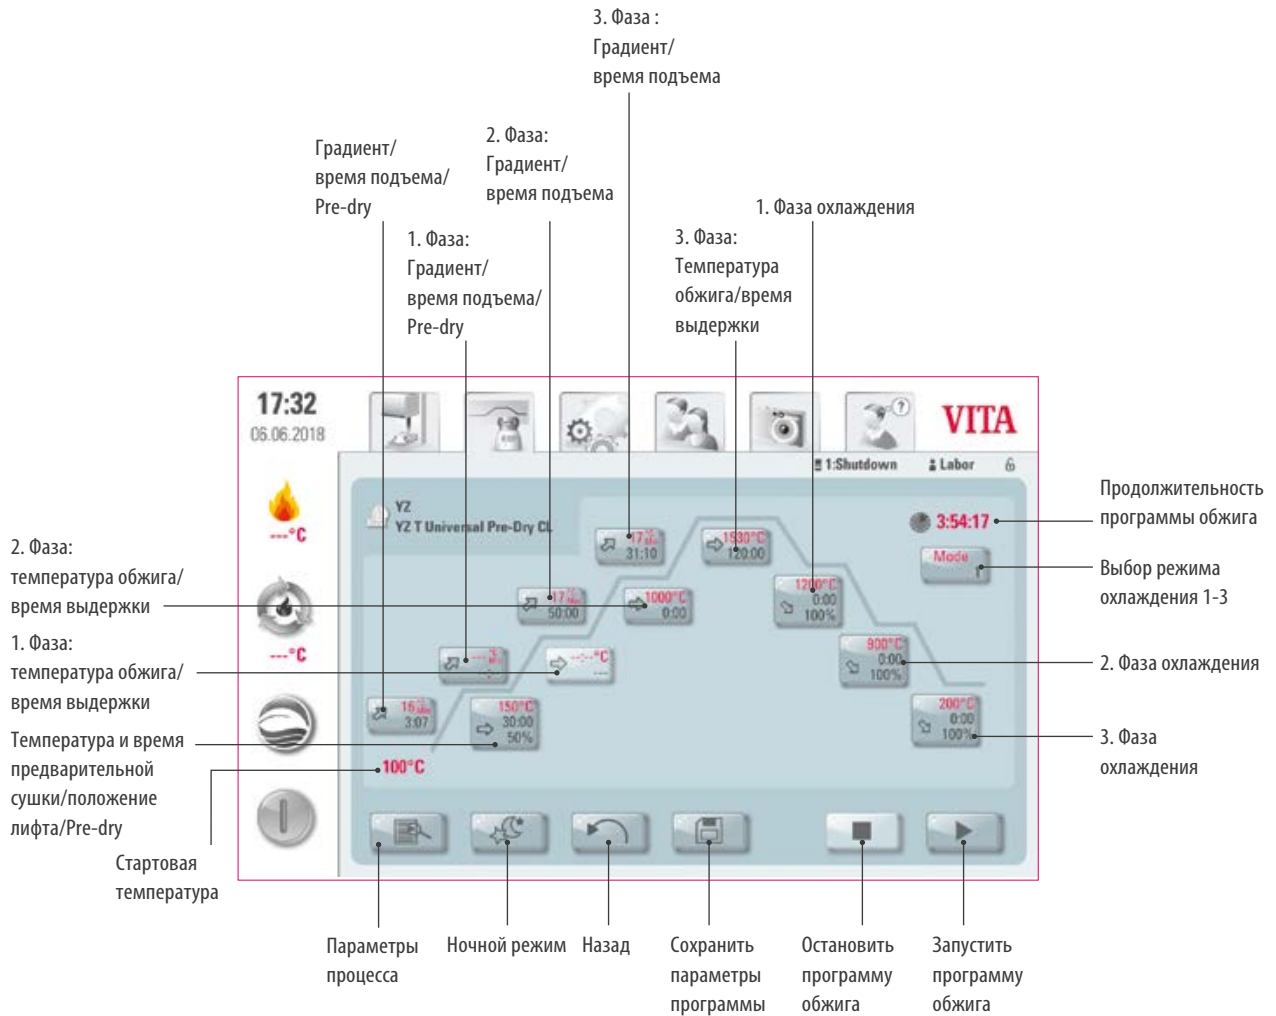 3. Фаза :
Градиент/
время подъема
Градиент/
время подъема/
Pre-dry
2. Фаза:
Градиент/
время подъема
1. Фаза:
Градиент/
время подъема/
Pre-dry
1. Фаза охлаждения
3. Фаза:
Температура
обжига/время
выдержки
17:32
06.06.2018
VITA
1:Shutdown
Labor
YZ
YZ T Universal Pre-Dry CL
---°C
---°C
17
31:10
1530°C
120:00
3:54:17
Mode
1
17
50:00
1000°C
0:00
1200°C
0:00
100%
---
--:--
--:--°C
---
900°C
0:00
100%
16
3:07
150°C
30:00
50%
200°C
0:00
100%
100°C
2. Фаза:
температура обжига/
время выдержки
1. Фаза:
температура обжига/
время выдержки
Температура и время
предварительной
сушки/положение
лифта/Pre-dry
Стартовая
температура
Продолжительность
программы обжига
Выбор режима
охлаждения 1-3
2. Фаза охлаждения
3. Фаза
охлаждения
Параметры
процесса
Ночной режим
Назад
Сохранить
параметры
программы
Остановить
программу
обжига
Запустить
программу
обжига